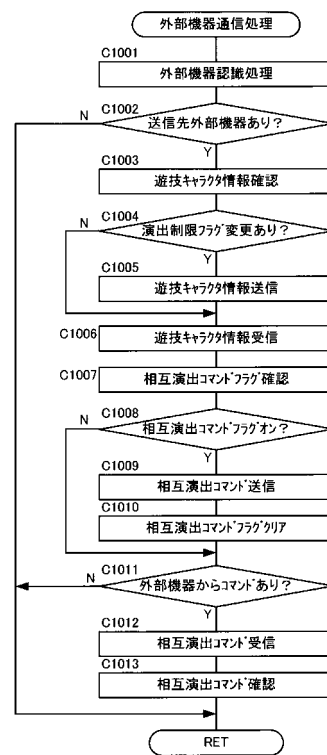 外部機器通信処理
C1001
外部機器認識処理
C1002
N
送信先外部機器あり?
Y
C1003
遊技キャラクタ情報確認
C1004
N
演出制限フラグ変更あり?
Y
C1005
遊技キャラクタ情報送信
C1006
遊技キャラクタ情報受信
C1007
相互演出コマンドフラグ確認
C1008
N
相互演出コマンドフラグオン?
Y
C1009
相互演出コマンド送信
C1010
相互演出コマンドフラグクリア
C1011
N
外部機器からコマンドあり?
Y
C1012
相互演出コマンド受信
C1013
相互演出コマンド確認
RET